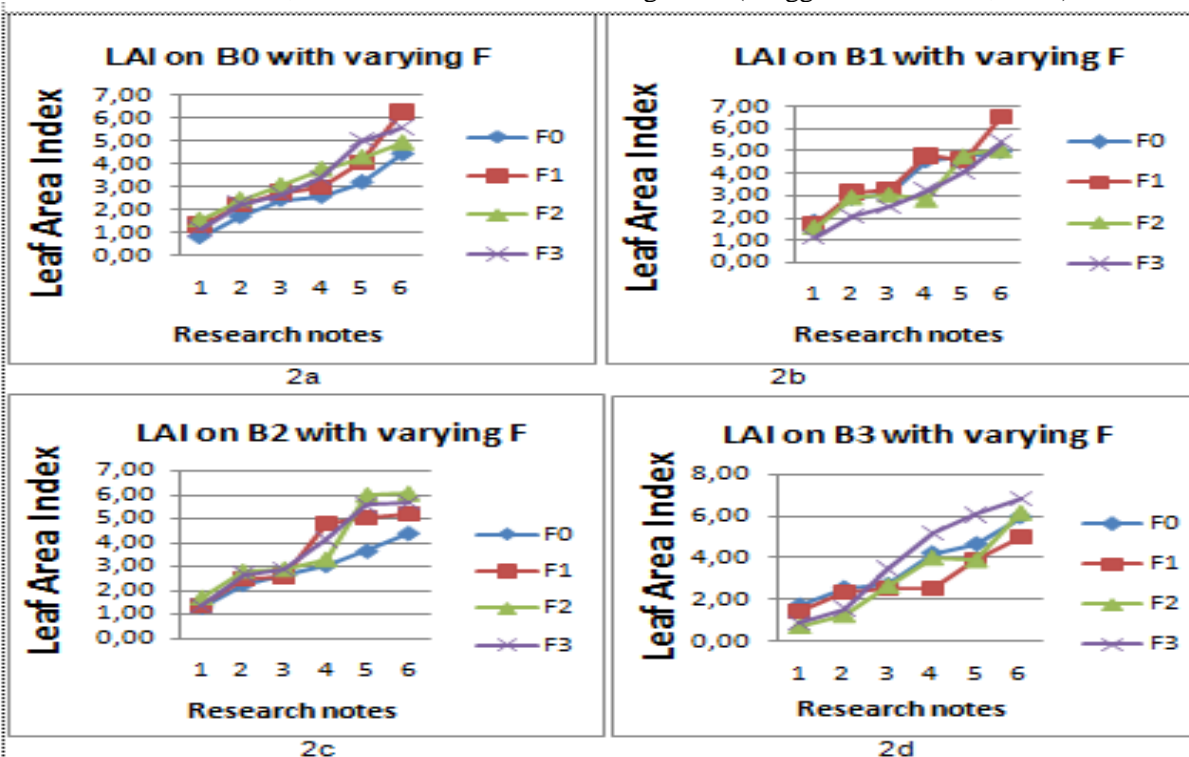 LAI on B0 with varying F
Leaf Area Index
7,00
6,00
5,00
4,00
3,00
2,00
1,00
0,00
1 2 3 4 5 6
Research notes
F0
F1
F2
F3
2a
LAI on B1 with varying F
Leaf Area Index
7,00
6,00
5,00
4,00
3,00
2,00
1,00
0,00
1 2 3 4 5 6
Research notes
F0
F1
F2
F3
2b
LAI on B2 with varying F
Leaf Area Index
7,00
6,00
5,00
4,00
3,00
2,00
1,00
0,00
1 2 3 4 5 6
Research notes
F0
F1
F2
F3
2c
LAI on B3 with varying F
Leaf Area Index
8,00
6,00
4,00
2,00
0,00
1 2 3 4 5 6
Research notes
F0
F1
F2
F3
2d